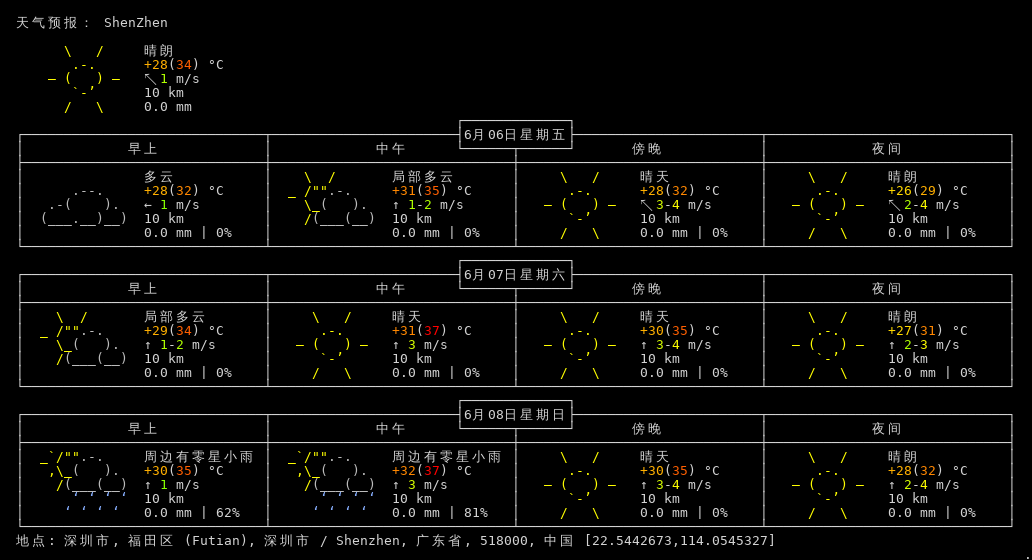 天气预报： ShenZhen
晴朗
+28(34) °C
↖ 1 m/s
10 km
0.0 mm
6月06日星期五
早上 中午 傍晚 夜间
多云 局部多云 晴天 晴朗
+28(32) °C +31(35) °C +28(32) °C +26(29) °C
← 1 m/s ↑ 1-2 m/s ↖ 3-4 m/s ↖ 2-4 m/s
10 km 10 km 10 km 10 km
0.0 mm | 0% 0.0 mm | 0% 0.0 mm | 0% 0.0 mm | 0%
6月07日星期六
早上 中午 傍晚 夜间
局部多云 晴天 晴天 晴朗
+29(34) °C +31(37) °C +30(35) °C +27(31) °C
↑ 1-2 m/s ↑ 3 m/s ↑ 3-4 m/s ↑ 2-3 m/s
10 km 10 km 10 km 10 km
0.0 mm | 0% 0.0 mm | 0% 0.0 mm | 0% 0.0 mm | 0%
6月08日星期日
早上 中午 傍晚 夜间
周边有零星小雨 周边有零星小雨 晴天 晴朗
+30(35) °C +32(37) °C +30(35) °C +28(32) °C
↑ 1 m/s ↑ 3 m/s ↑ 3-4 m/s ↑ 2-4 m/s
10 km 10 km 10 km 10 km
0.0 mm | 62% 0.0 mm | 81% 0.0 mm | 0% 0.0 mm | 0%
地点: 深圳市, 福田区 (Futian), 深圳市 / Shenzhen, 广东省, 518000, 中国 [22.5442673,114.0545327]